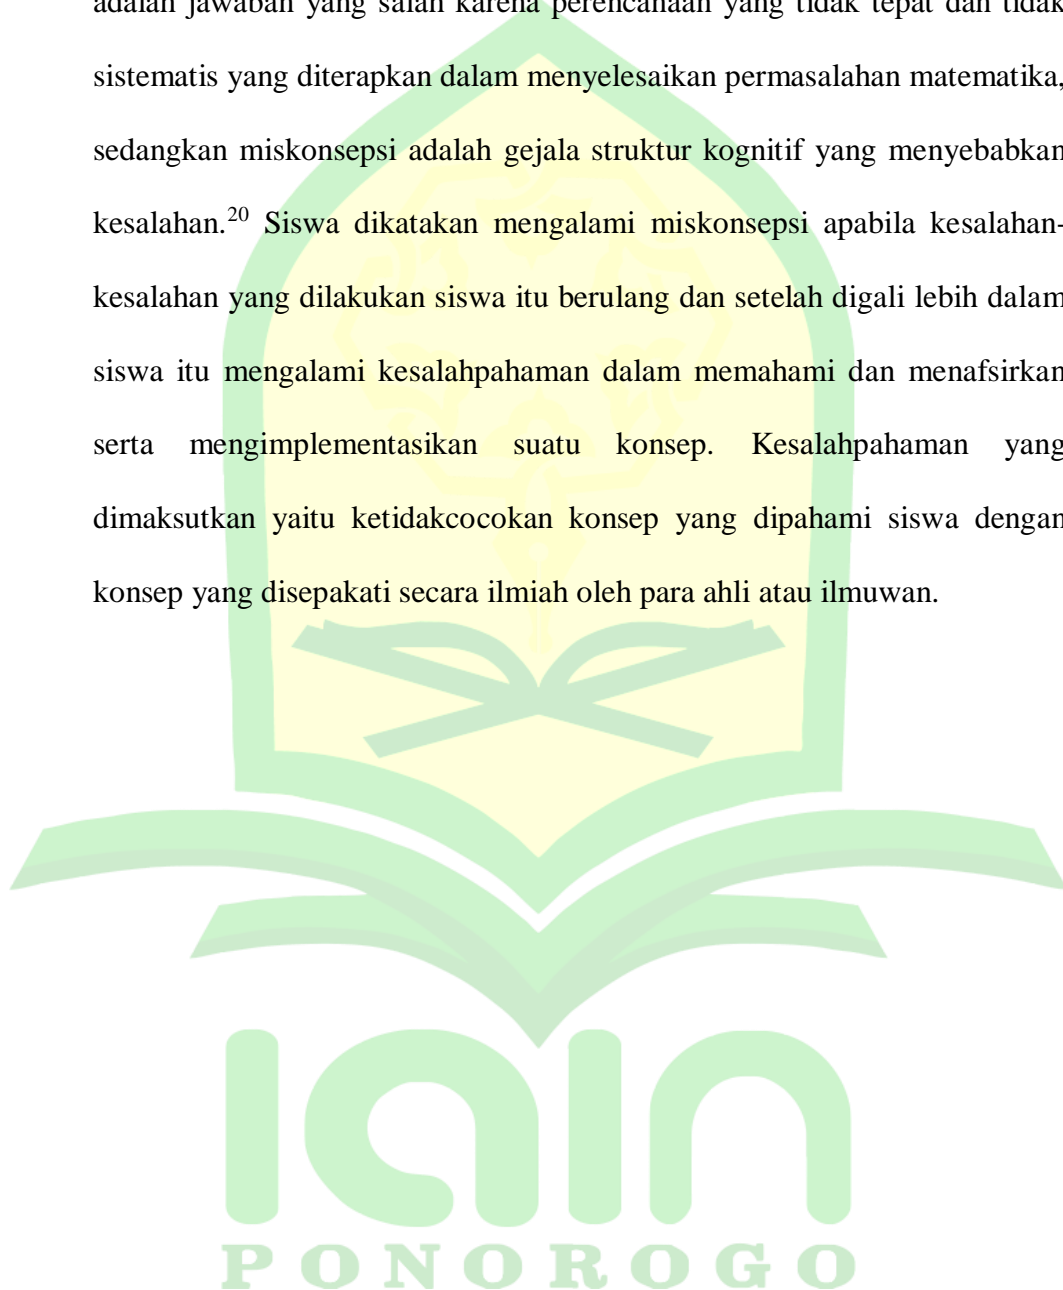 adalah jawaban yang salah karena perencanaan yang tidak tepat dan tidak
sistematis yang diterapkan dalam menyelesaikan permasalahan matematika,
sedangkan miskonsepsi adalah gejala struktur kognitif yang menyebabkan
kesalahan.20 Siswa dikatakan mengalami miskonsepsi apabila kesalahan-
kesalahan yang dilakukan siswa itu berulang dan setelah digali lebih dalam
siswa itu mengalami kesalahpahaman dalam memahami dan menafsirkan
serta mengimplementasikan suatu konsep. Kesalahpahaman yang
dimaksutkan yaitu ketidakcocokan konsep yang dipahami siswa dengan
konsep yang disepakati secara ilmiah oleh para ahli atau ilmuwan.
IAIN
PONOROGO